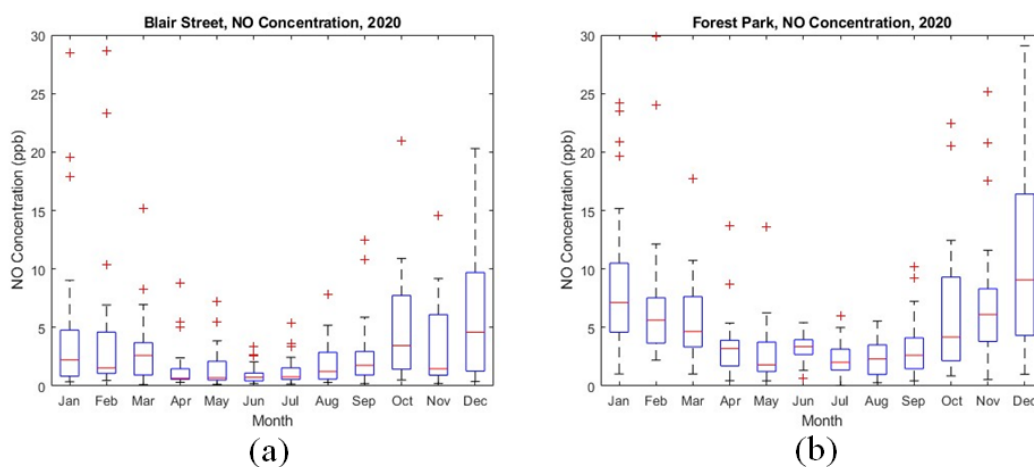 Blair Street, NO Concentration, 2020
30
25
20
15
10
5
0
NO Concentration (ppb)
Jan Feb Mar Apr May Jun Jul Aug Sep Oct Nov Dec
Month
(a)
Forest Park, NO Concentration, 2020
30
25
20
15
10
5
0
NO Concentration (ppb)
Jan Feb Mar Apr May Jun Jul Aug Sep Oct Nov Dec
Month
(b)